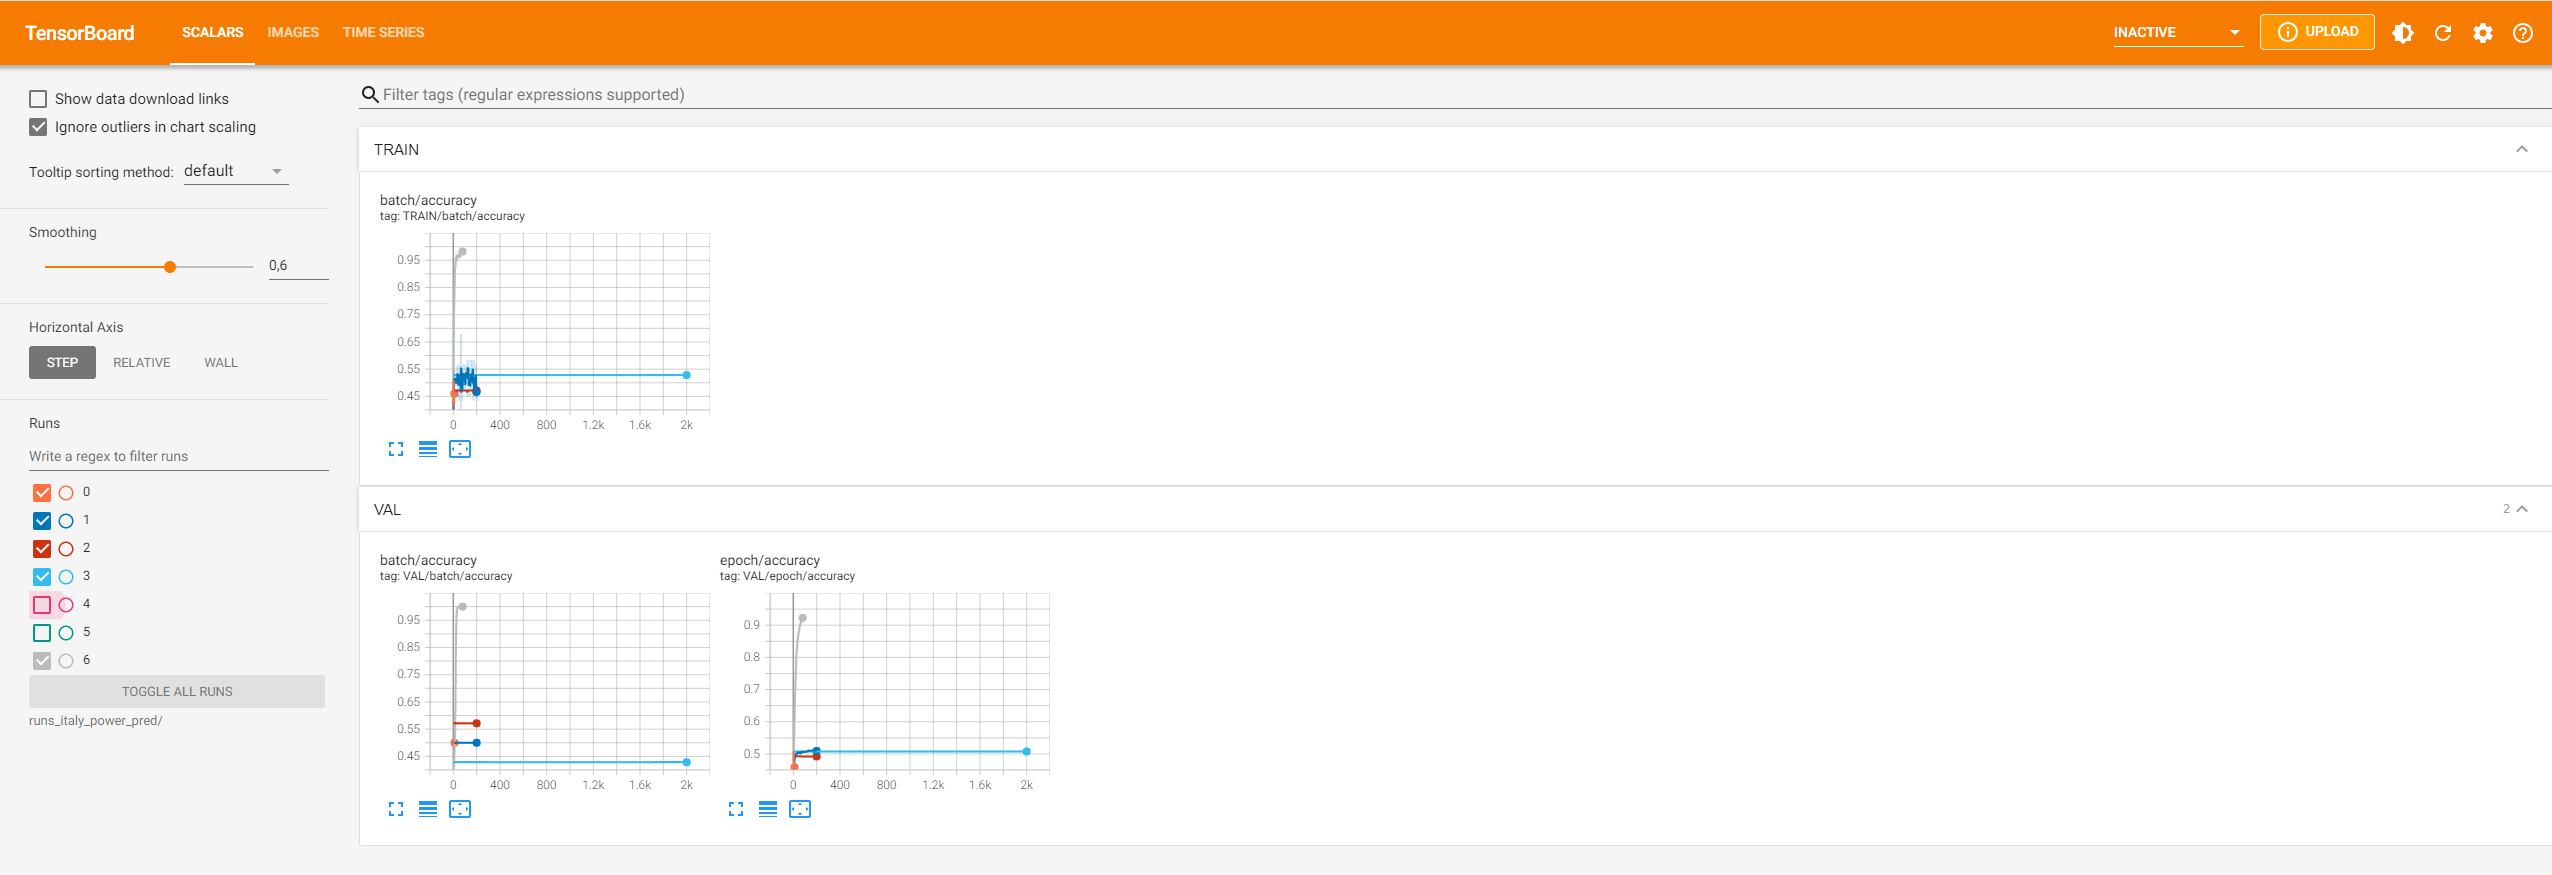 TensorBoard SCALARS IMAGES TIME SERIES INACTIVE UPLOAD
Show data download links
Ignore outliers in chart scaling
Tooltip sorting method: default
Smoothing
0,6
Horizontal Axis
STEP RELATIVE WALL
Runs
Write a regex to filter runs
0
1
2
3
4
5
6
TOGGLE ALL RUNS
runs_italy_power_pred/
Filter tags (regular expressions supported)
TRAIN
batch/accuracy
tag: TRAIN/batch/accuracy
0.95
0.85
0.75
0.65
0.55
0.45
0 400 800 1.2k 1.6k 2k
VAL
2
batch/accuracy
tag: VAL/batch/accuracy
0.95
0.85
0.75
0.65
0.55
0.45
0 400 800 1.2k 1.6k 2k
epoch/accuracy
tag: VAL/epoch/accuracy
0.9
0.8
0.7
0.6
0.5
0 400 800 1.2k 1.6k 2k